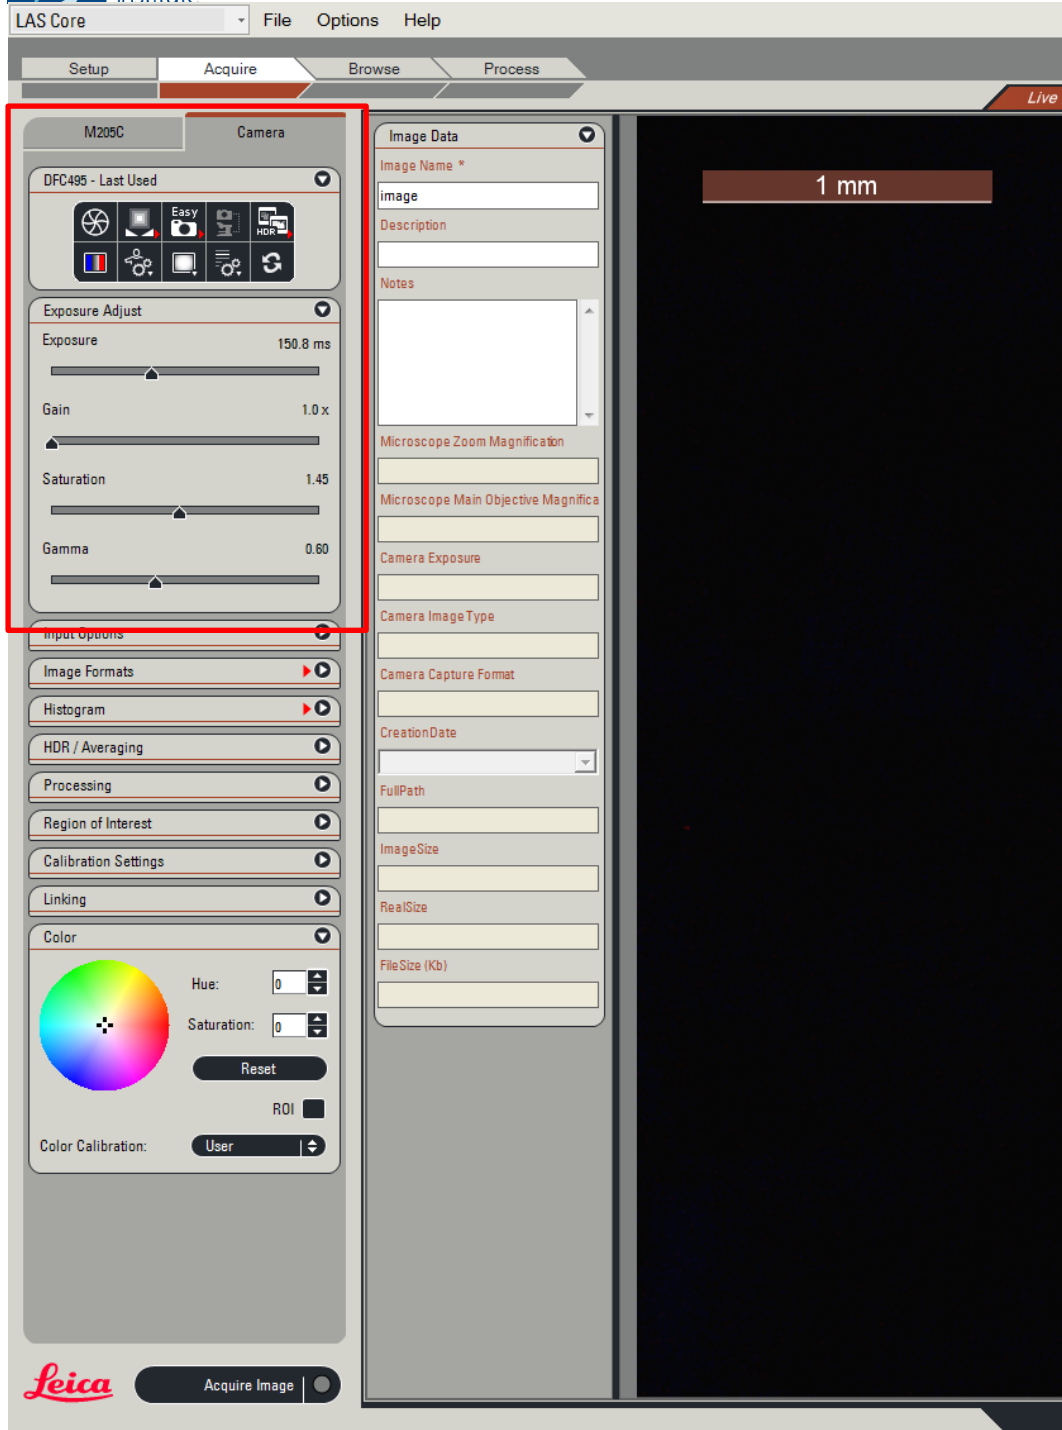 LAS Core File Options Help
Setup Acquire Browse Process
Live
M205C Camera
DFC495 - Last Used
Easy
HDR
Exposure Adjust
Exposure 150.8 ms
Gain 1.0 x
Saturation 1.45
Gamma 0.60
Input Options
Image Formats
Histogram
HDR / Averaging
Processing
Region of Interest
Calibration Settings
Linking
Color
Hue: 0
Saturation: 0
Reset
ROI
Color Calibration: User
Leica Acquire Image
Image Data
Image Name *
image
Description
Notes
Microscope Zoom Magnification
Microscope Main Objective Magnifica
Camera Exposure
Camera Image Type
Camera Capture Format
CreationDate
FullPath
ImageSize
RealSize
FileSize (Kb)
1 mm